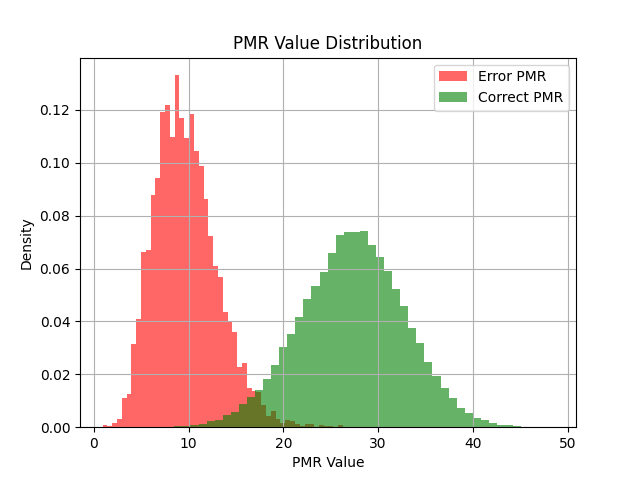 PMR Value Distribution
Error PMR
Correct PMR
0.12
0.10
0.08
0.06
0.04
0.02
0.00
Density
0 10 20 30 40 50
PMR Value